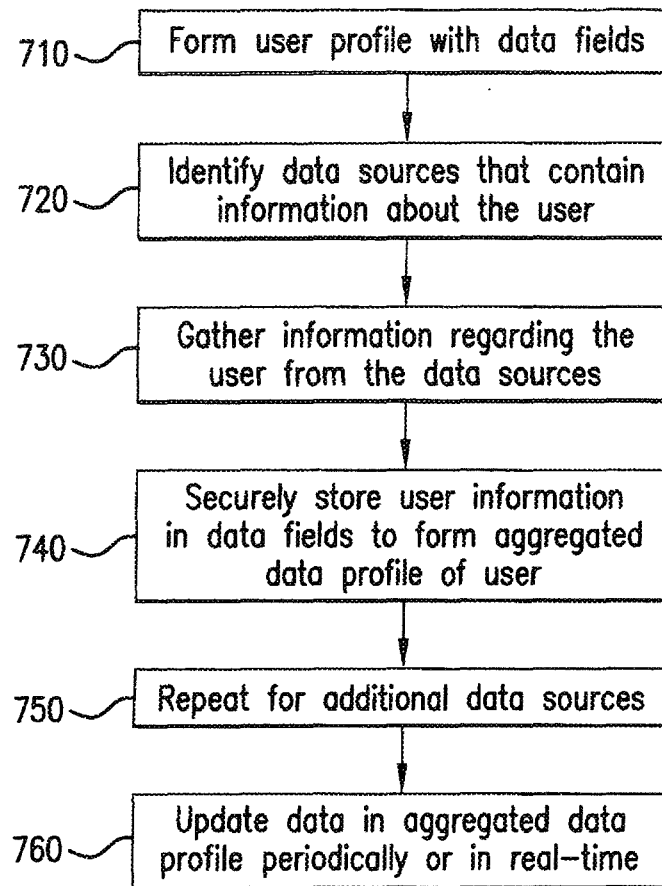 710 Form user profile with data fields
720 Identify data sources that contain
information about the user
730 Gather information regarding the
user from the data sources
740 Securely store user information
in data fields to form aggregated
data profile of user
750 Repeat for additional data sources
760 Update data in aggregated data
profile periodically or in real-time